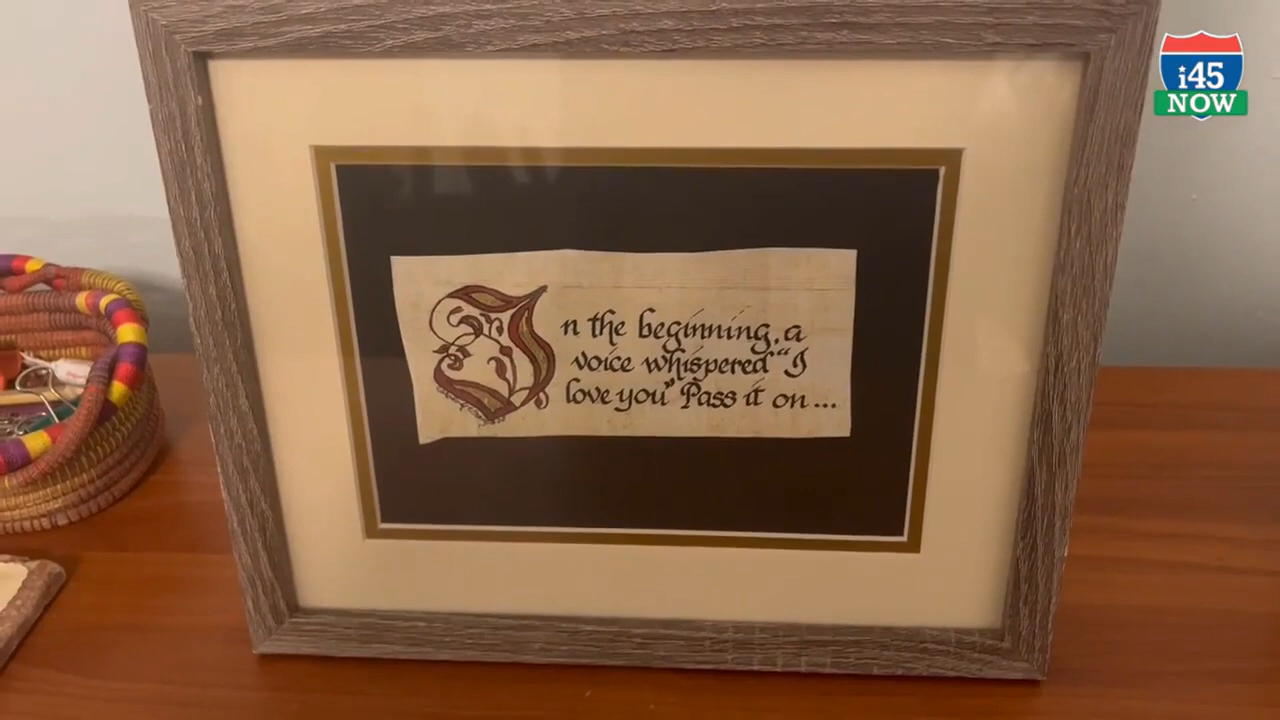 In the beginning, a
voice whispered "I
love you" Pass it on...
i45
NOW